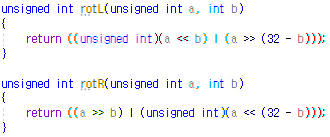 unsigned int rotL(unsigned int a, int b)
{
return ((unsigned int)(a << b) | (a >> (32 - b)));
}
unsigned int rotR(unsigned int a, int b)
{
return ((a >> b) | (unsigned int)(a << (32 - b)));
}